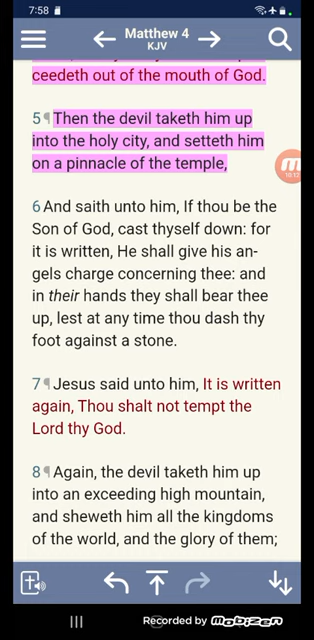 7:58
Matthew 4
KJV
ceedeth out of the mouth of God.
5 ¶ Then the devil taketh him up
into the holy city, and setteth him
on a pinnacle of the temple,
6 And saith unto him, If thou be the
Son of God, cast thyself down: for
it is written, He shall give his an-
gels charge concerning thee: and
in their hands they shall bear thee
up, lest at any time thou dash thy
foot against a stone.
7 ¶ Jesus said unto him, It is written
again, Thou shalt not tempt the
Lord thy God.
8 ¶ Again, the devil taketh him up
into an exceeding high mountain,
and sheweth him all the kingdoms
of the world, and the glory of them;
Recorded by mobizen